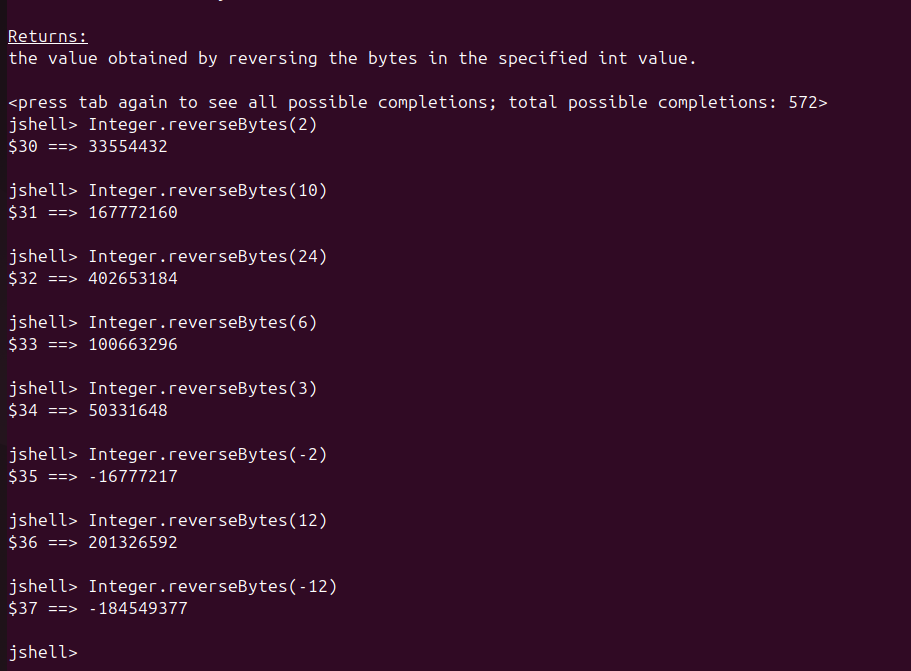 Returns:
the value obtained by reversing the bytes in the specified int value.
<press tab again to see all possible completions; total possible completions: 572>
jshell> Integer.reverseBytes(2)
$30 ==> 33554432
jshell> Integer.reverseBytes(10)
$31 ==> 167772160
jshell> Integer.reverseBytes(24)
$32 ==> 402653184
jshell> Integer.reverseBytes(6)
$33 ==> 100663296
jshell> Integer.reverseBytes(3)
$34 ==> 50331648
jshell> Integer.reverseBytes(-2)
$35 ==> -16777217
jshell> Integer.reverseBytes(12)
$36 ==> 201326592
jshell> Integer.reverseBytes(-12)
$37 ==> -184549377
jshell>